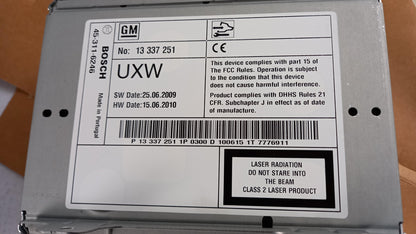 GM
No: 13 337 251
CE
UXW
SW Date:25.06.2009
HW Date:15.06.2010
This device complies with part 15 of
The FCC Rules. Operation is subject
to the condition that this device
does not cause harmful interference.
Product complies with DHHS Rules 21
CFR. Subchapter J in effect as of date
of manufacture.
45-311-6246
BOSCH
Made in Portugal
P 13 337 251 1P 0300 D 100615 1T 7776911
LASER RADIATION
DO NOT STARE INTO
THE BEAM
CLASS 2 LASER PRODUCT